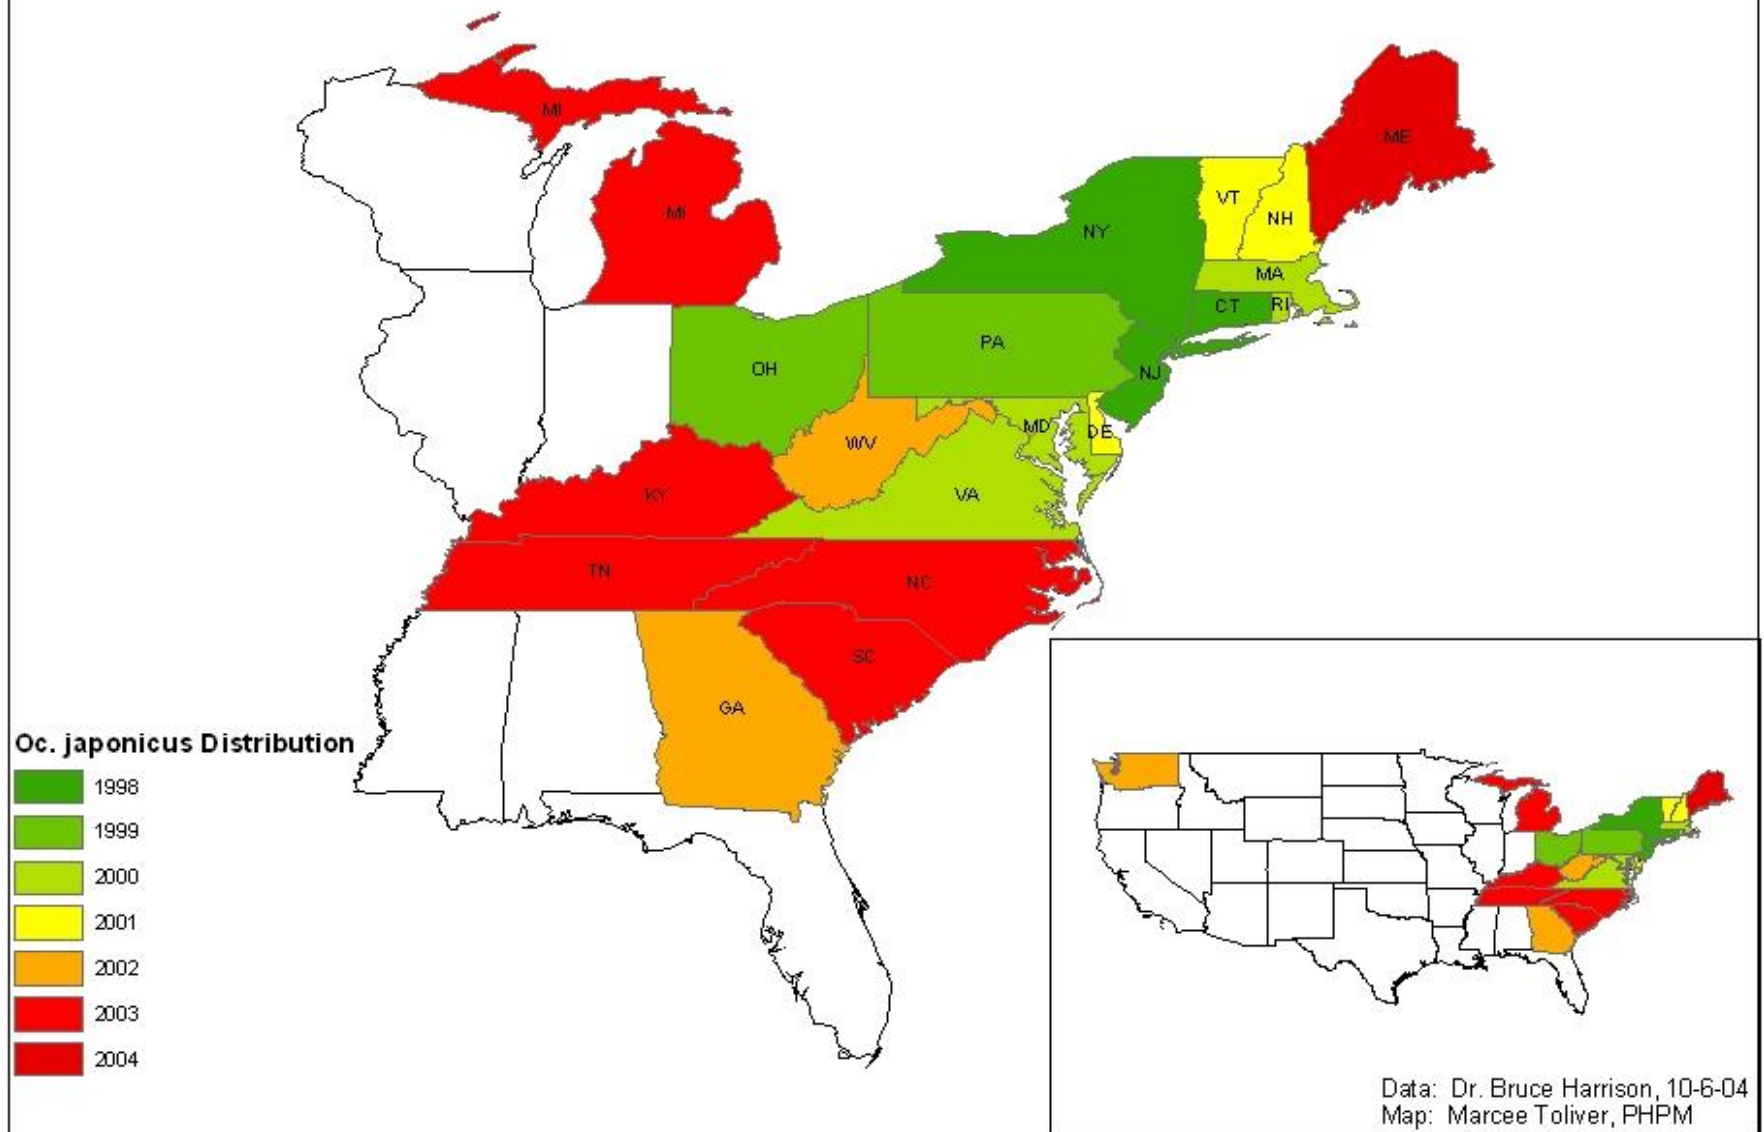 MI
ME
MI
VT
NH
NY
MA
CT
RI
PA
OH
NJ
MD
DE
WV
KY
VA
TN
NC
SC
GA
Oc. japonicus Distribution
1998
1999
2000
2001
2002
2003
2004
Data: Dr. Bruce Harrison, 10-6-04
Map: Marcee Toliver, PHPM